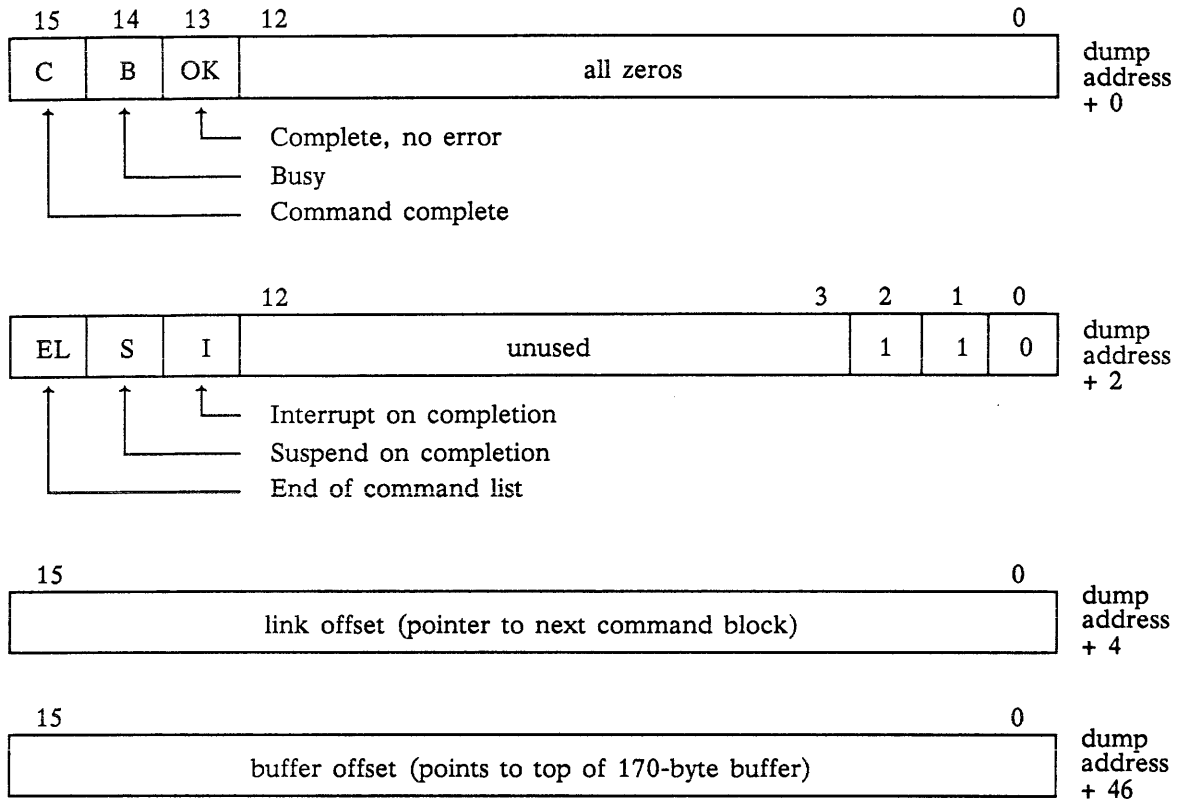 15 14 13 12 0
C B OK all zeros
dump
address
+ 0
Complete, no error
Busy
Command complete
12 3 2 1 0
EL S I unused 1 1 0
dump
address
+ 2
Interrupt on completion
Suspend on completion
End of command list
15 0
link offset (pointer to next command block)
dump
address
+ 4
15 0
buffer offset (points to top of 170-byte buffer)
dump
address
+ 46